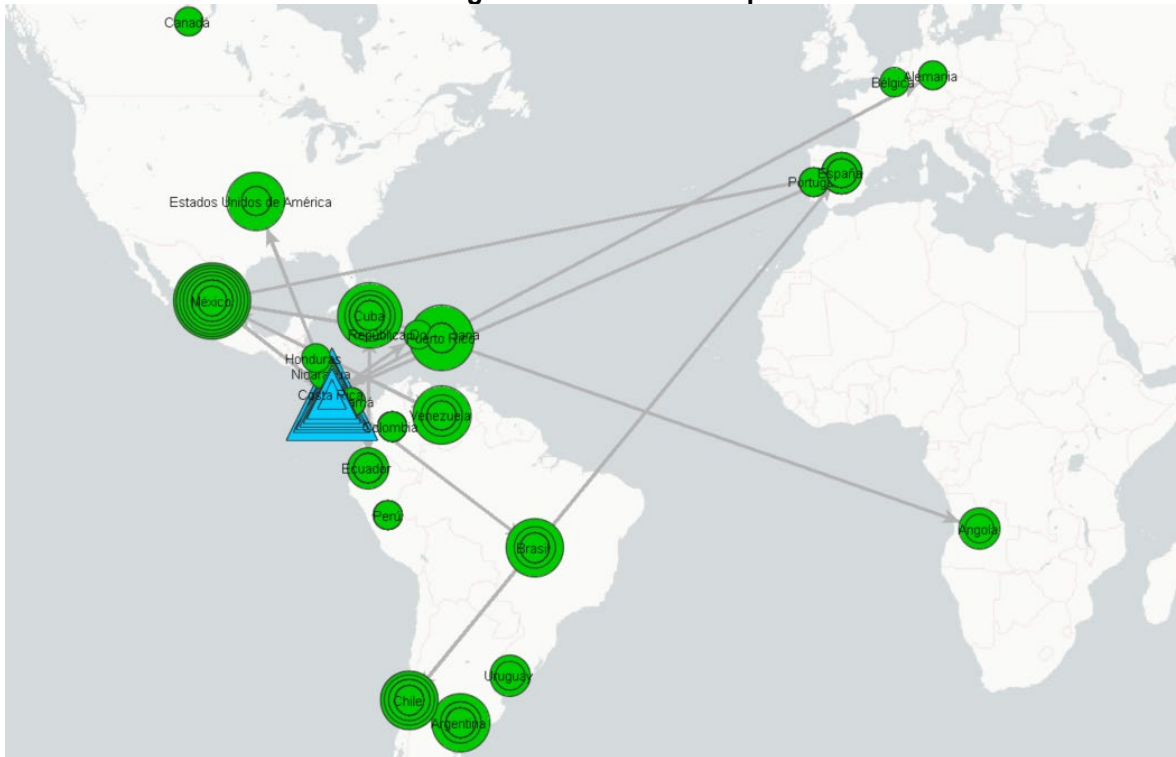 Canadá
Bélgica
Alemania
España
Estados Unidos de América
México
Cuba
Puerto Rico
Honduras
Costa Rica
Venezuela
Colombia
Ecuador
Perú
Brasil
Angola
Uruguay
Chile
Argentina